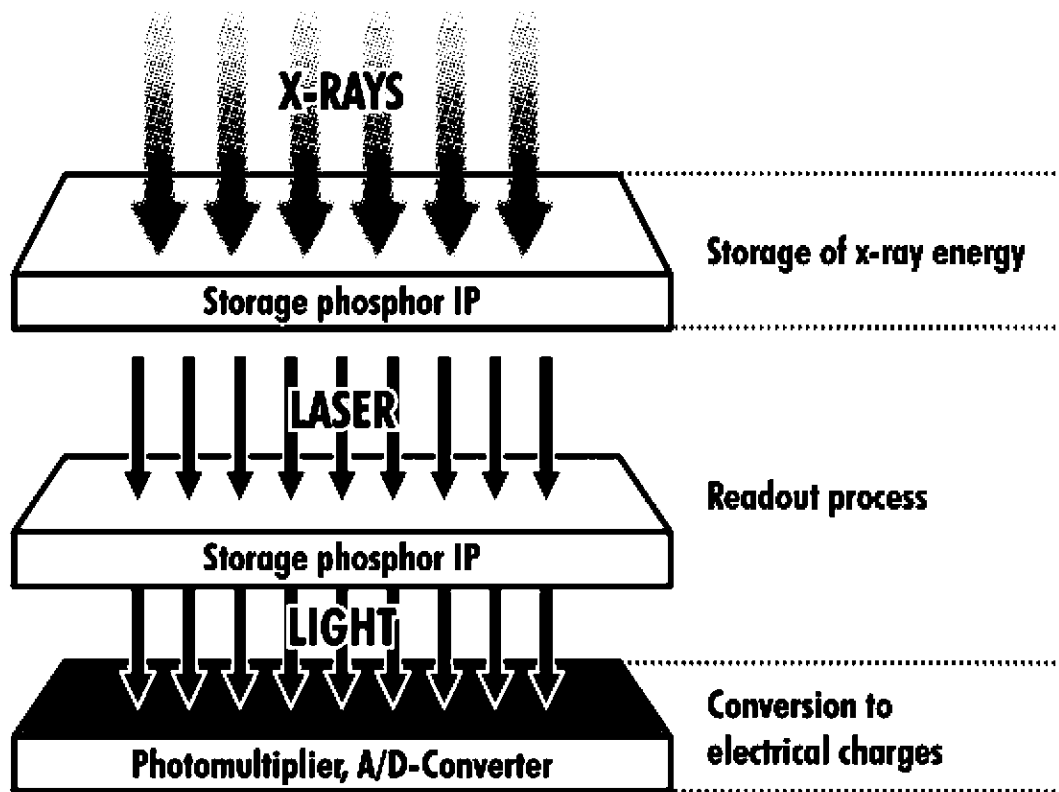 X-RAYS
Storage of x-ray energy
Storage phosphor IP
LASER
Readout process
Storage phosphor IP
LIGHT
Conversion to
electrical charges
Photomultiplier, A/D-Converter